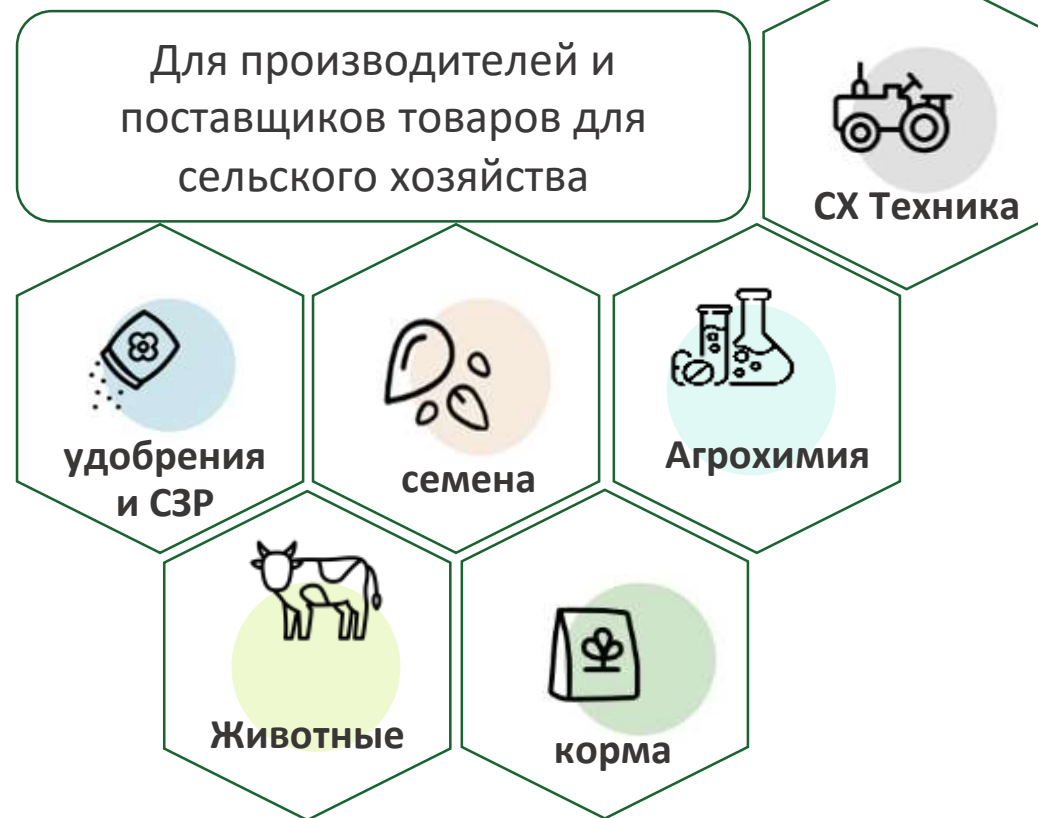 Для производителей и
поставщиков товаров для
сельского хозяйства
СХ Техника
удобрения
и СЗР
семена
Агрохимия
Животные
корма